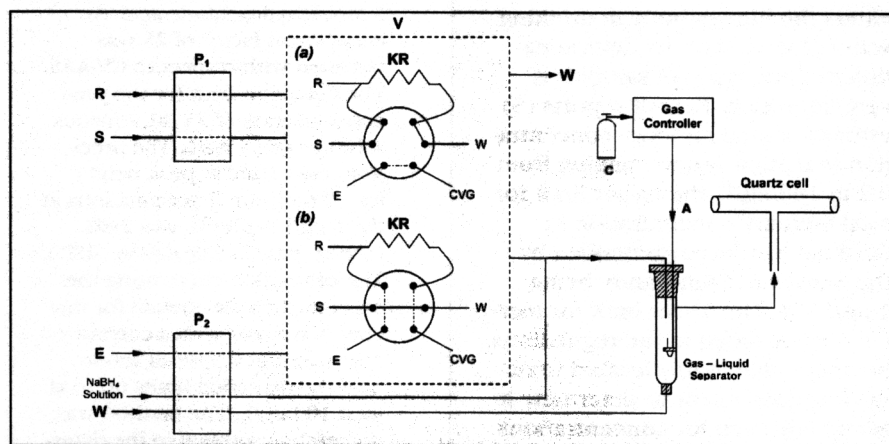 V
P1
(a)
KR
R
R
W
S
S
W
E
CVG
Gas
Controller
C
A
Quartz cell
(b)
KR
R
S
W
E
CVG
P2
E
NaBH4
Solution
W
Gas – Liquid
Separator